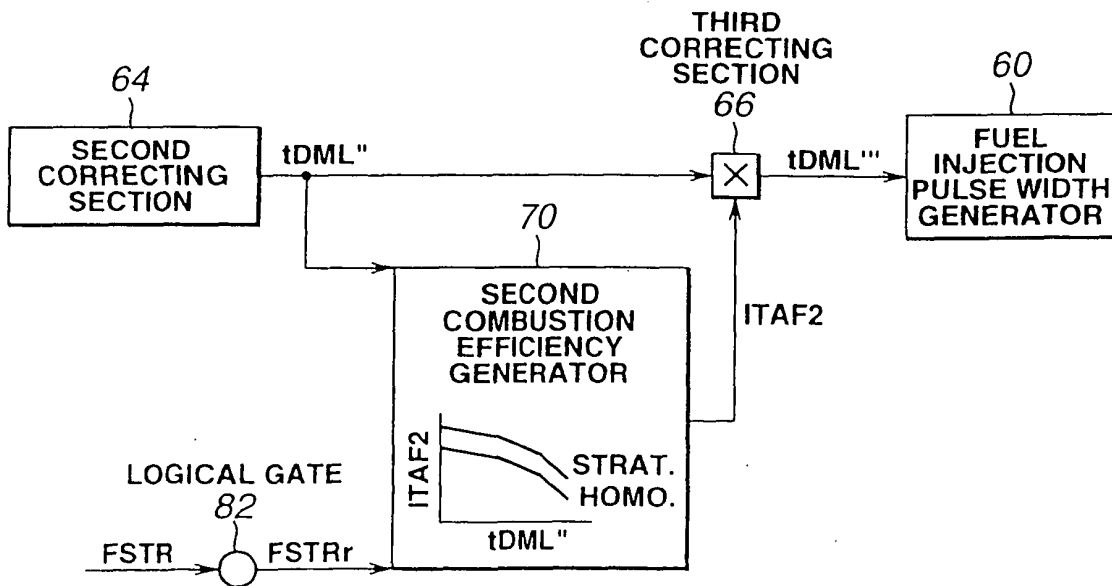 THIRD
CORRECTING
SECTION
66
64
60
SECOND
CORRECTING
SECTION
tDML"
×
tDML'''
FUEL
INJECTION
PULSE WIDTH
GENERATOR
70
SECOND
COMBUSTION
EFFICIENCY
GENERATOR
ITAF2
ITAF2
STRAT.
HOMO.
tDML"
LOGICAL GATE
82
FSTR
FSTRr